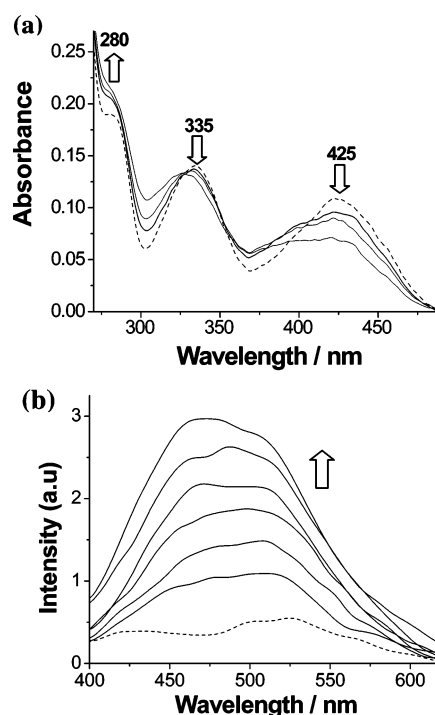 (a)
280
335
425
0.25
0.20
0.15
0.10
0.05
0.00
Absorbance
300 350 400 450
Wavelength / nm
(b)
3
2
1
0
Intensity (a.u)
400 450 500 550 600
Wavelength / nm